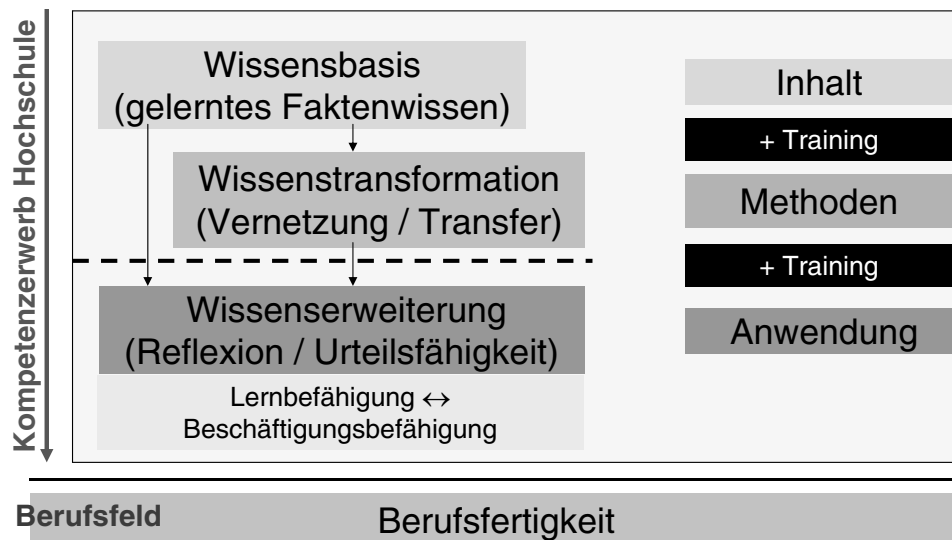 Kompetenzerwerb Hochschule
Wissensbasis
(gelerntes Faktenwissen)
Wissenstransformation
(Vernetzung / Transfer)
Wissenserweiterung
(Reflexion / Urteilsfähigkeit)
Lernbefähigung ↔
Beschäftigungsbefähigung
Inhalt
+ Training
Methoden
+ Training
Anwendung
Berufsfeld
Berufsfertigkeit